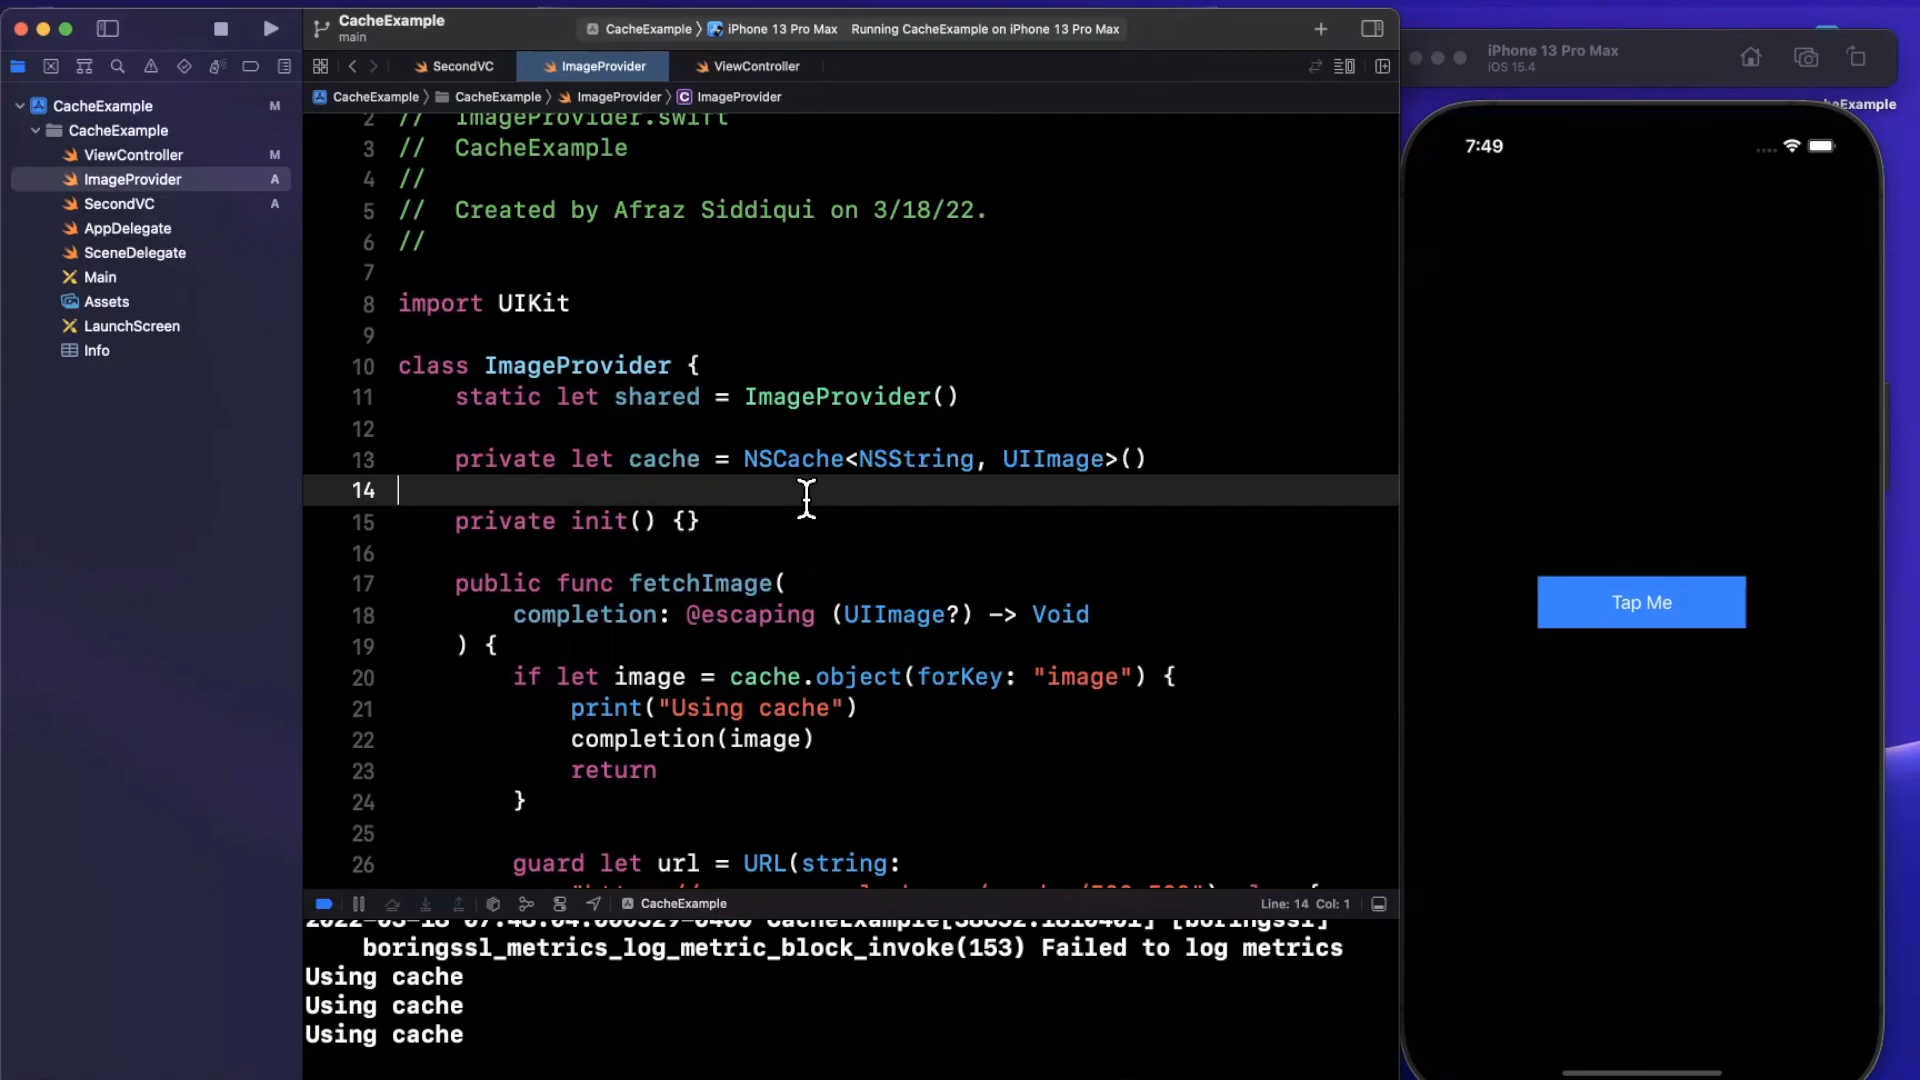 CacheExample
main
CacheExample
iPhone 13 Pro Max
Running CacheExample on iPhone 13 Pro Max
SecondVC
ImageProvider
ViewController
CacheExample
CacheExample
ImageProvider
C
ImageProvider
CacheExample M
CacheExample
ViewController M
ImageProvider A
SecondVC A
AppDelegate
SceneDelegate
Main
Assets
LaunchScreen
Info
2 //  ImageProvider.swift
3 //  CacheExample
4 //
5 //  Created by Afraz Siddiqui on 3/18/22.
6 //
7
8 import UIKit
9
10 class ImageProvider {
11     static let shared = ImageProvider()
12
13     private let cache = NSCache<NSString, UIImage>()
14
15     private init() {}
16
17     public func fetchImage(
18         completion: @escaping (UIImage?) -> Void
19     ) {
20         if let image = cache.object(forKey: "image") {
21             print("Using cache")
22             completion(image)
23             return
24         }
25
26         guard let url = URL(string:
CacheExample
Line: 14 Col: 1
boringssl_metrics_log_metric_block_invoke(153) Failed to log metrics
Using cache
Using cache
Using cache
iPhone 13 Pro Max
iOS 15.4
heExample
7:49
Tap Me